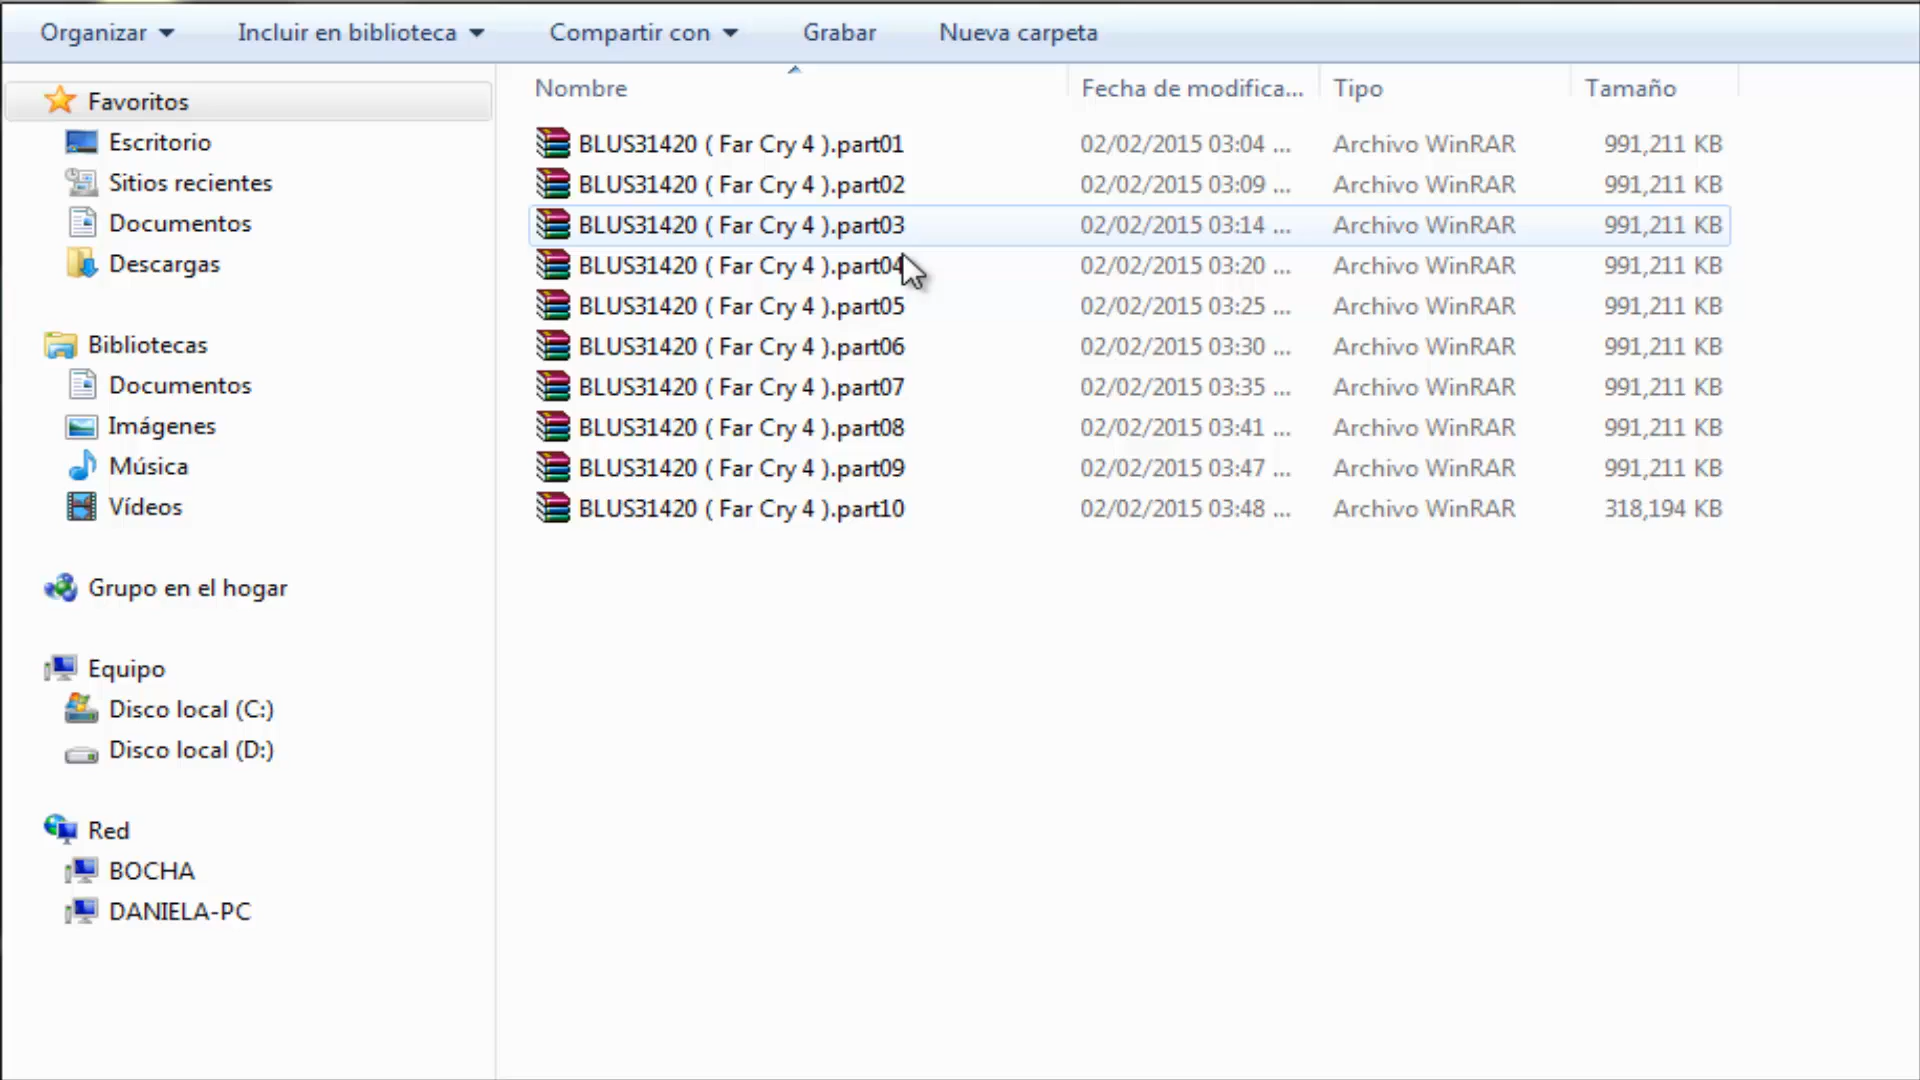 Organizar Incluir en biblioteca Compartir con Grabar Nueva carpeta
Favoritos
Escritorio
Sitios recientes
Documentos
Descargas
Bibliotecas
Documentos
Imágenes
Música
Vídeos
Grupo en el hogar
Equipo
Disco local (C:)
Disco local (D:)
Red
BOCHA
DANIELA-PC
Nombre Fecha de modifica... Tipo Tamaño
BLUS31420 ( Far Cry 4 ).part01 02/02/2015 03:04 ... Archivo WinRAR 991,211 KB
BLUS31420 ( Far Cry 4 ).part02 02/02/2015 03:09 ... Archivo WinRAR 991,211 KB
BLUS31420 ( Far Cry 4 ).part03 02/02/2015 03:14 ... Archivo WinRAR 991,211 KB
BLUS31420 ( Far Cry 4 ).part04 02/02/2015 03:20 ... Archivo WinRAR 991,211 KB
BLUS31420 ( Far Cry 4 ).part05 02/02/2015 03:25 ... Archivo WinRAR 991,211 KB
BLUS31420 ( Far Cry 4 ).part06 02/02/2015 03:30 ... Archivo WinRAR 991,211 KB
BLUS31420 ( Far Cry 4 ).part07 02/02/2015 03:35 ... Archivo WinRAR 991,211 KB
BLUS31420 ( Far Cry 4 ).part08 02/02/2015 03:41 ... Archivo WinRAR 991,211 KB
BLUS31420 ( Far Cry 4 ).part09 02/02/2015 03:47 ... Archivo WinRAR 991,211 KB
BLUS31420 ( Far Cry 4 ).part10 02/02/2015 03:48 ... Archivo WinRAR 318,194 KB